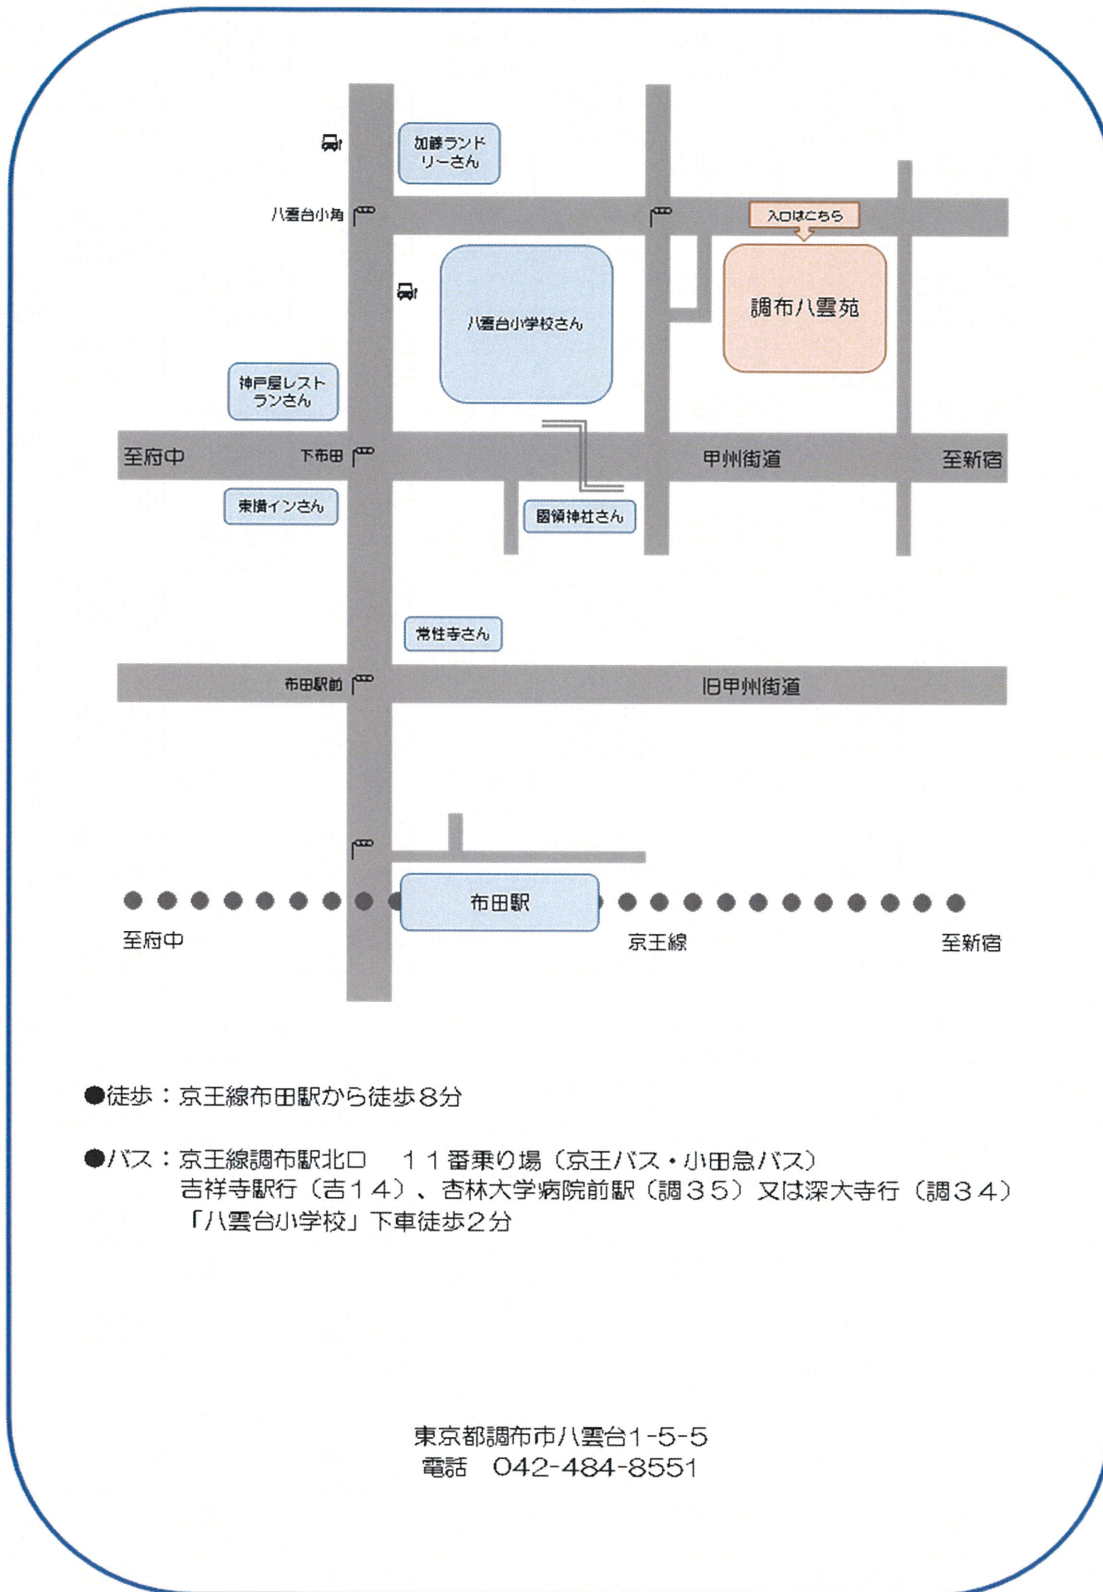 加藤ランド
リーさん
八雲台小角
入口はこちら
八雲台小学校さん
調布八雲苑
神戸屋レスト
ランさん
至府中
下布田
甲州街道
至新宿
東横インさん
國領神社さん
常性寺さん
布田駅前
旧甲州街道
布田駅
至府中
京王線
至新宿
●徒歩：京王線布田駅から徒歩8分
●バス：京王線調布駅北口　１１番乗り場（京王バス・小田急バス）
吉祥寺駅行（吉１４）、杏林大学病院前駅（調３５）又は深大寺行（調３４）
「八雲台小学校」下車徒歩２分
東京都調布市八雲台1-5-5
電話　042-484-8551